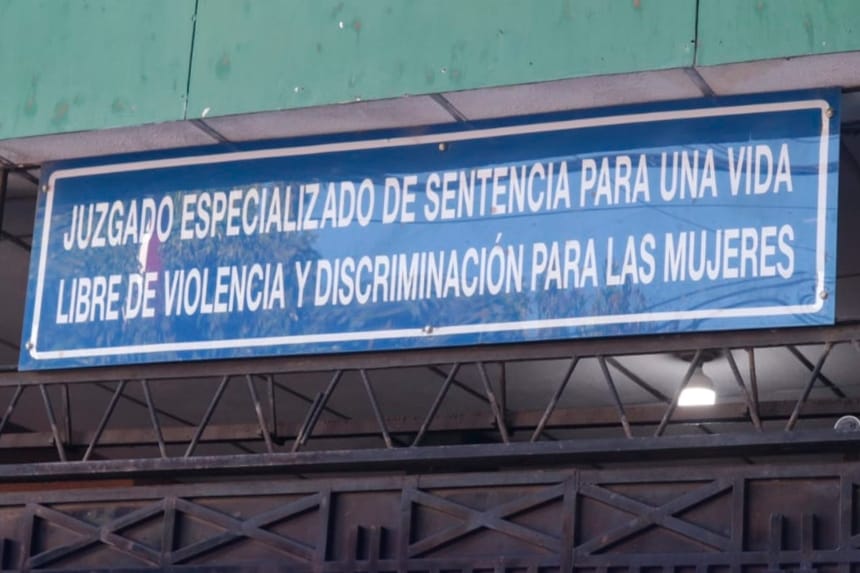 JUZGADO ESPECIALIZADO DE SENTENCIA PARA UNA VIDA
LIBRE DE VIOLENCIA Y DISCRIMINACIÓN PARA LAS MUJERES